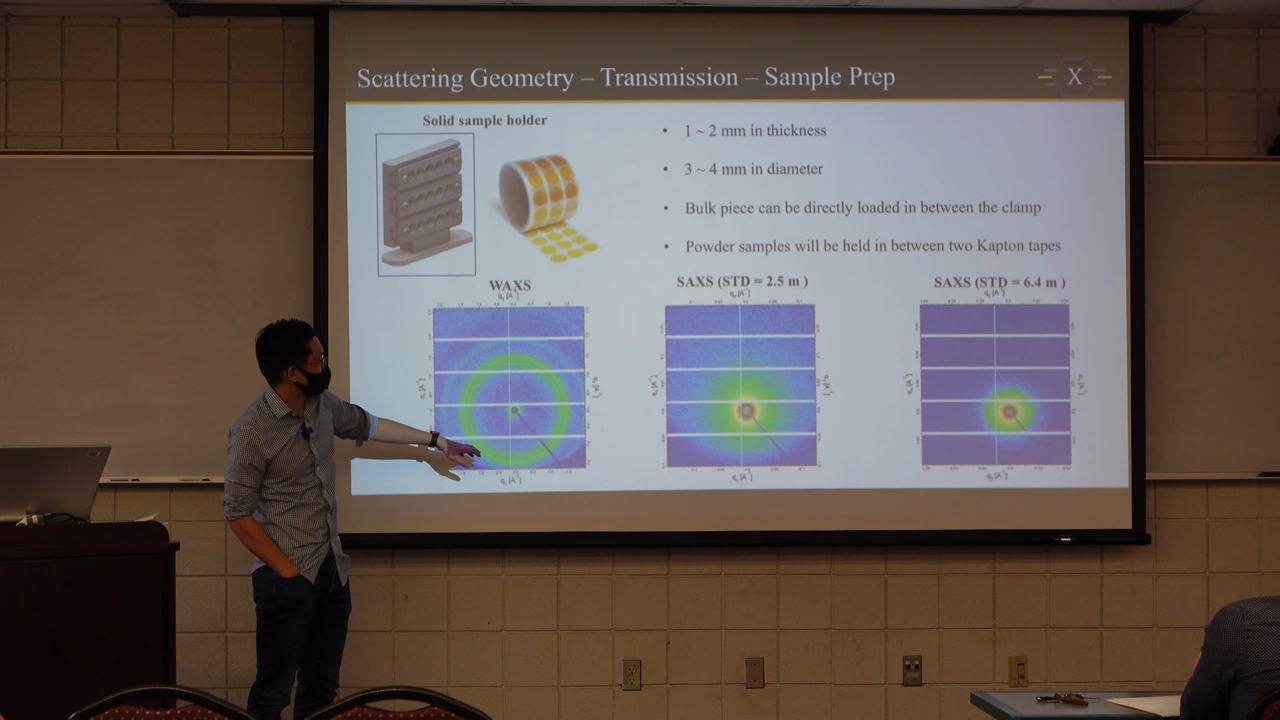 Scattering Geometry – Transmission – Sample Prep
X
Solid sample holder
• 1 ~ 2 mm in thickness
• 3 ~ 4 mm in diameter
• Bulk piece can be directly loaded in between the clamp
• Powder samples will be held in between two Kapton tapes
WAXS
SAXS (STD = 2.5 m )
SAXS (STD = 6.4 m )